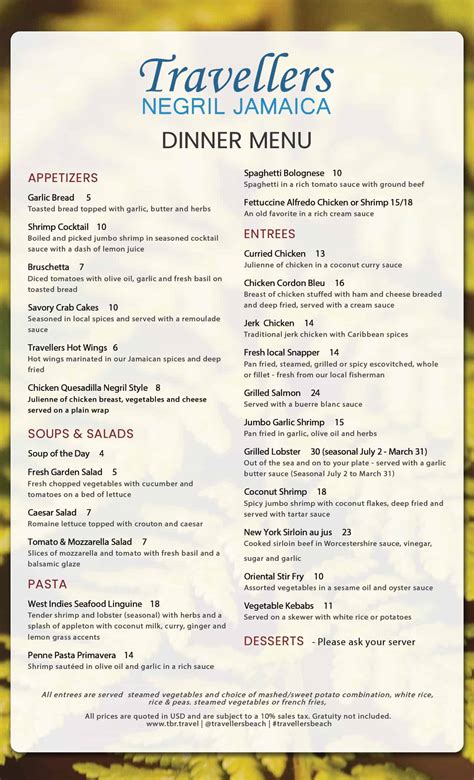 Travellers
NEGRIL JAMAICA
DINNER MENU
APPETIZERS
Garlic Bread 5
Toasted bread topped with garlic, butter and herbs
Shrimp Cocktail 10
Boiled and picked jumbo shrimp in seasoned cocktail
sauce with a dash of lemon juice
Bruschetta 7
Diced tomatoes with olive oil, garlic and fresh basil on
toasted bread
Savory Crab Cakes 10
Seasoned in local spices and served with a remoulade
sauce
Travellers Hot Wings 6
Hot wings marinated in our Jamaican spices and deep
fried
Chicken Quesadilla Negril Style 8
Julienne of chicken breast, vegetables and cheese
served on a plain wrap
SOUPS & SALADS
Soup of the Day 4
Fresh Garden Salad 5
Fresh chopped vegetables with cucumber and
tomatoes on a bed of lettuce
Caesar Salad 7
Romaine lettuce topped with crouton and caesar
Tomato & Mozzarella Salad 7
Slices of mozzarella and tomato with fresh basil and a
balsamic glaze
PASTA
West Indies Seafood Linguine 18
Tender shrimp and lobster (seasonal) with herbs and a
splash of appleton with coconut milk, curry, ginger and
lemon grass accents
Penne Pasta Primavera 14
Shrimp sautéed in olive oil and garlic in a rich sauce
Spaghetti Bolognese 10
Spaghetti in a rich tomato sauce with ground beef
Fettuccine Alfredo Chicken or Shrimp 15/18
An old favorite in a rich cream sauce
ENTREES
Curried Chicken 13
Julienne of chicken in a coconut curry sauce
Chicken Cordon Bleu 16
Breast of chicken stuffed with ham and cheese breaded
and deep fried, served with a cream sauce
Jerk Chicken 14
Traditional jerk chicken with Caribbean spices
Fresh local Snapper 14
Pan fried, steamed, grilled or spicy escovitched, whole
or fillet - fresh from our local fisherman
Grilled Salmon 24
Served with a buerre blanc sauce
Jumbo Garlic Shrimp 15
Pan fried in garlic, olive oil and herbs
Grilled Lobster 30 (seasonal July 2 - March 31)
Out of the sea and on to your plate - served with a garlic
butter sauce (Seasonal July 2 to March 31)
Coconut Shrimp 18
Spicy jumbo shrimp with coconut flakes, deep fried and
served with tartar sauce
New York Sirloin au jus 23
Cooked sirloin beef in Worcestershire sauce, vinegar,
sugar and garlic
Oriental Stir Fry 10
Assorted vegetables in a sesame oil and oyster sauce
Vegetable Kebabs 11
Served on a skewer with white rice or potatoes
DESSERTS - Please ask your server
All entrees are served steamed vegetables and choice of mashed/sweet potato combination, white rice,
rice & peas. steamed vegetables or french fries,
All prices are quoted in USD and are subject to a 10% sales tax. Gratuity not included.
www.tbr.travel | @travellersbeach | #travellersbeach